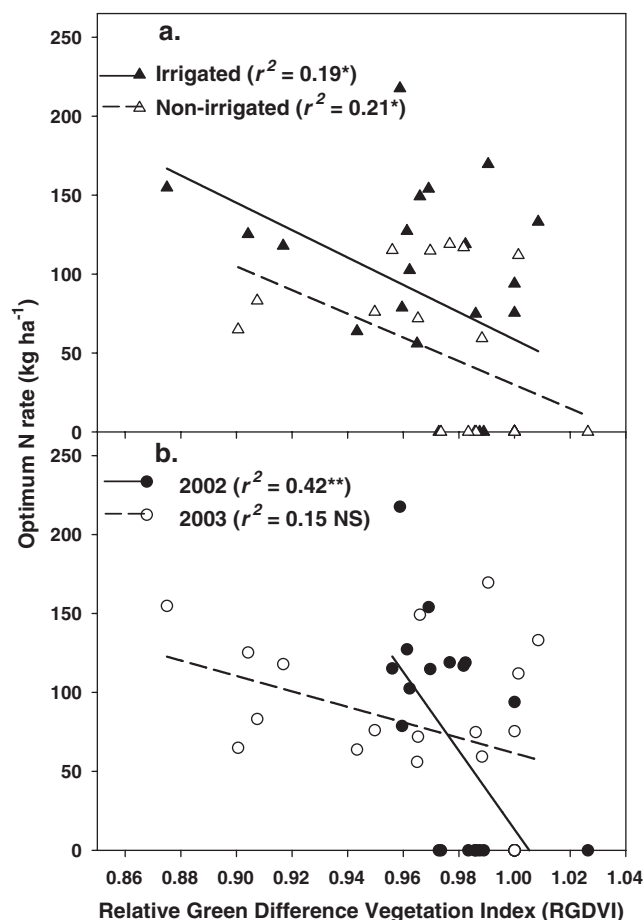 a.
Irrigated (r² = 0.19*)
Non-irrigated (r² = 0.21*)
250
200
150
100
50
0
b.
2002 (r² = 0.42**)
2003 (r² = 0.15 NS)
250
200
150
100
50
0
Optimum N rate (kg ha⁻¹)
0.86 0.88 0.90 0.92 0.94 0.96 0.98 1.00 1.02 1.04
Relative Green Difference Vegetation Index (RGDVI)